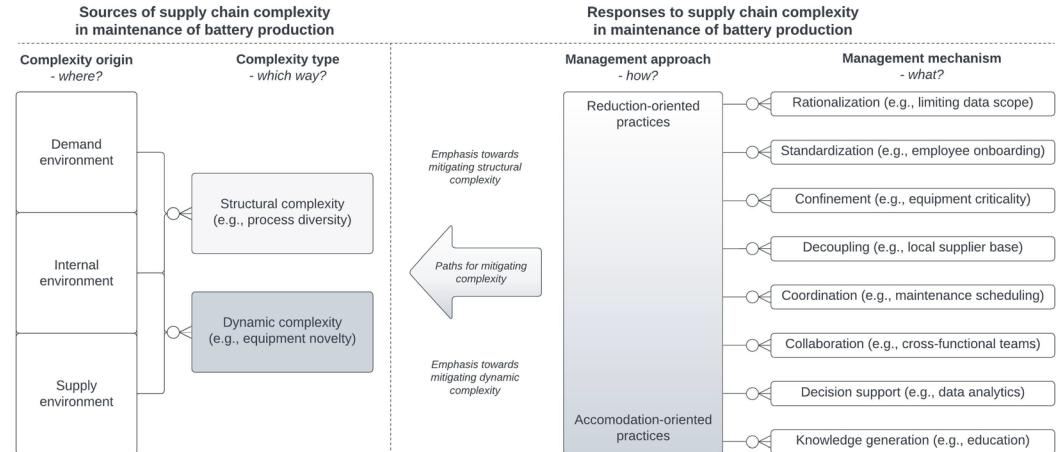 Sources of supply chain complexity
in maintenance of battery production
Responses to supply chain complexity
in maintenance of battery production
Complexity origin
- where?
Complexity type
- which way?
Management approach
- how?
Management mechanism
- what?
Demand
environment
Internal
environment
Supply
environment
Structural complexity
(e.g., process diversity)
Dynamic complexity
(e.g., equipment novelty)
Emphasis towards
mitigating structural
complexity
Paths for mitigating
complexity
Emphasis towards
mitigating dynamic
complexity
Reduction-oriented
practices
Accomodation-oriented
practices
Rationalization (e.g., limiting data scope)
Standardization (e.g., employee onboarding)
Confinement (e.g., equipment criticality)
Decoupling (e.g., local supplier base)
Coordination (e.g., maintenance scheduling)
Collaboration (e.g., cross-functional teams)
Decision support (e.g., data analytics)
Knowledge generation (e.g., education)